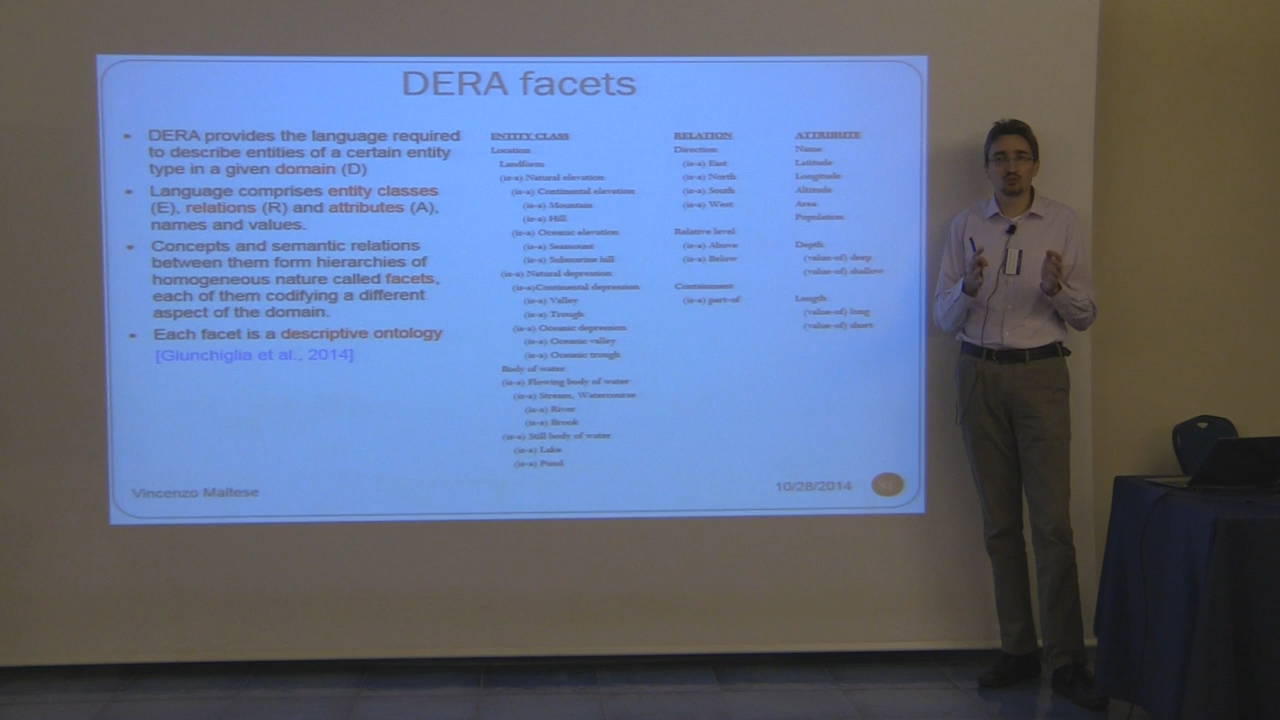 DERA facets
• DERA provides the language required
to describe entities of a certain entity
type in a given domain (D)
• Language comprises entity classes
(E), relations (R) and attributes (A),
names and values.
• Concepts and semantic relations
between them form hierarchies of
homogeneous nature called facets,
each of them codifying a different
aspect of the domain.
• Each facet is a descriptive ontology
[Giunchiglia et al., 2014]
ENTITY CLASS
Location
Landform
(is-a) Natural elevation
(is-a) Continental elevation
(is-a) Mountain
(is-a) Hill
(is-a) Oceanic elevation
(is-a) Seamount
(is-a) Submarine hill
(is-a) Natural depression
(is-a)Continental depression
(is-a) Valley
(is-a) Trough
(is-a) Oceanic depression
(is-a) Oceanic valley
(is-a) Oceanic trough
Body of water
(is-a) Flowing body of water
(is-a) Stream, Watercourse
(is-a) River
(is-a) Brook
(is-a) Still body of water
(is-a) Lake
(is-a) Pond
RELATION
Direction
(is-a) East
(is-a) North
(is-a) South
(is-a) West
Relative level
(is-a) Above
(is-a) Below
Containment
(is-a) part-of
ATTRIBUTE
Name
Latitude
Longitude
Altitude
Area
Population
Depth
(value-of) deep
(value-of) shallow
Length
(value-of) long
(value-of) short
Vincenzo Maltese
10/28/2014